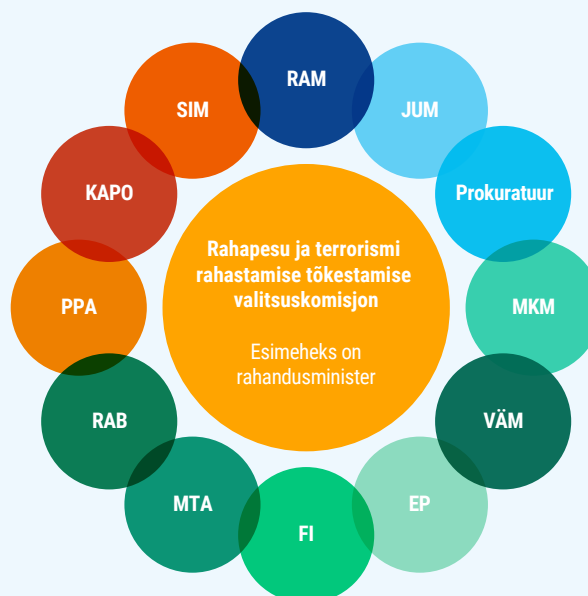 RAM
JUM
Prokuratuur
MKM
VÄM
EP
FI
MTA
RAB
PPA
KAPO
SIM
Rahapesu ja terrorismi
rahastamise tõkestamise
valitsuskomisjon
Esimeheks on
rahandusminister